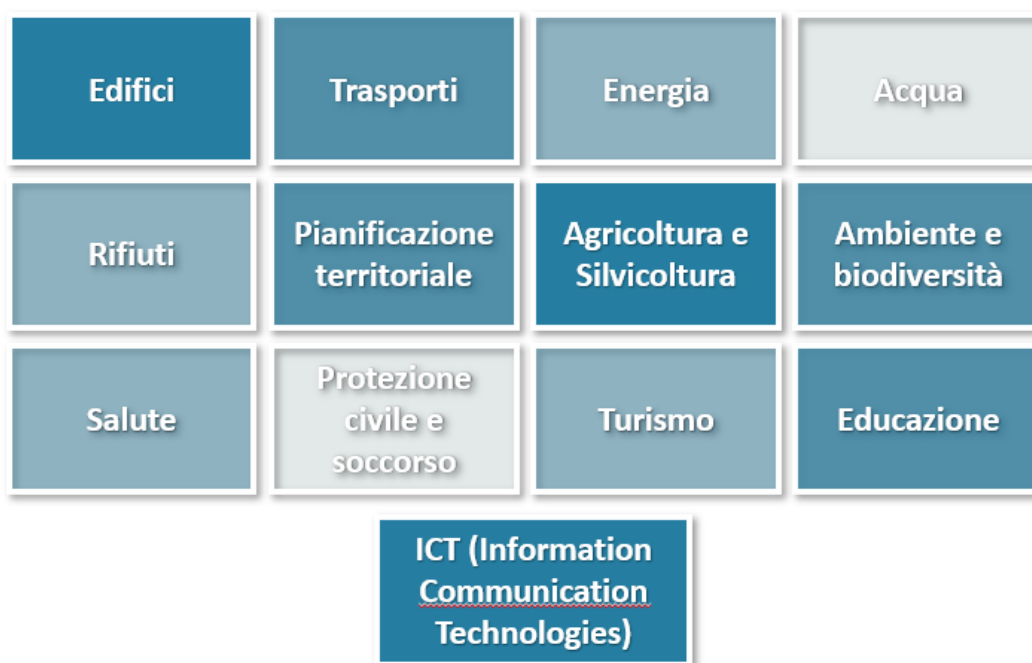 Edifici
Trasporti
Energia
Acqua
Rifiuti
Pianificazione
territoriale
Agricoltura e
Silvicoltura
Ambiente e
biodiversità
Salute
Protezione
civile e
soccorso
Turismo
Educazione
ICT (Information
Communication
Technologies)